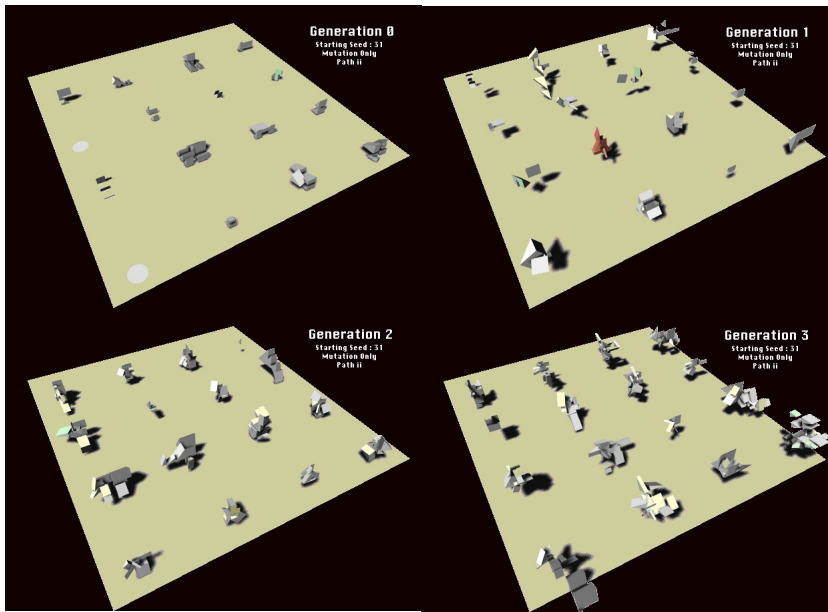 Generation 0
Starting Seed : 31
Mutation Only
Path ii
Generation 1
Starting Seed : 31
Mutation Only
Path ii
Generation 2
Starting Seed : 31
Mutation Only
Path ii
Generation 3
Starting Seed : 31
Mutation Only
Path ii